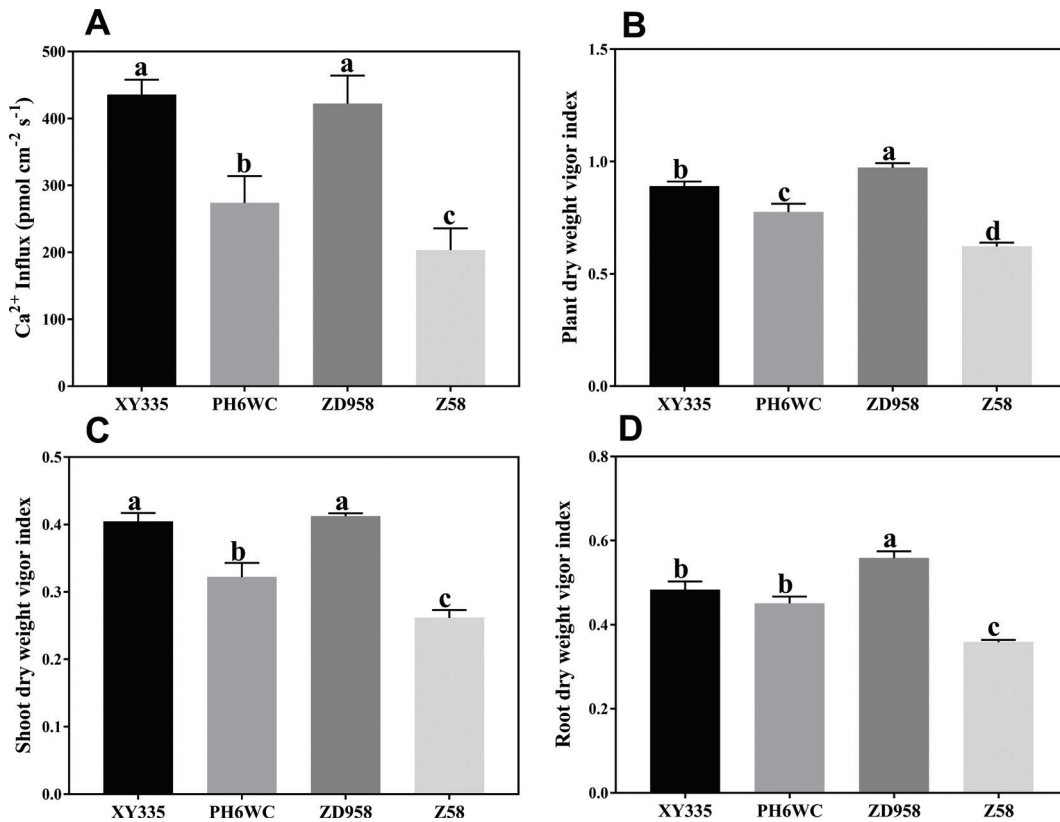 A
Ca²⁺ Influx (pmol cm⁻² s⁻¹)
500
400
300
200
100
0
a
b
a
c
XY335 PH6WC ZD958 Z58
B
Plant dry weight vigor index
1.5
1.0
0.5
0.0
b
c
a
d
XY335 PH6WC ZD958 Z58
C
Shoot dry weight vigor index
0.5
0.4
0.3
0.2
0.1
0.0
a
b
a
c
XY335 PH6WC ZD958 Z58
D
Root dry weight vigor index
0.8
0.6
0.4
0.2
0.0
b
b
a
c
XY335 PH6WC ZD958 Z58